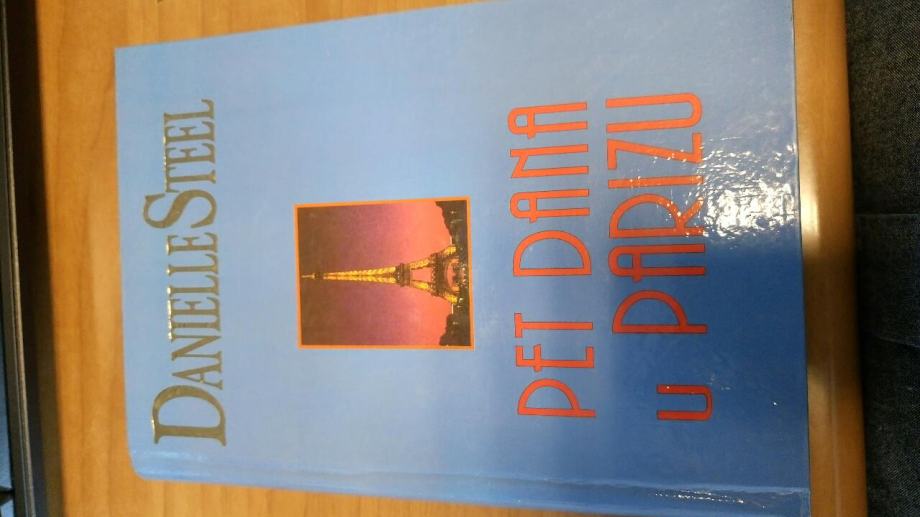 DANIELLE STEEL
PET DANA
u PARIZU